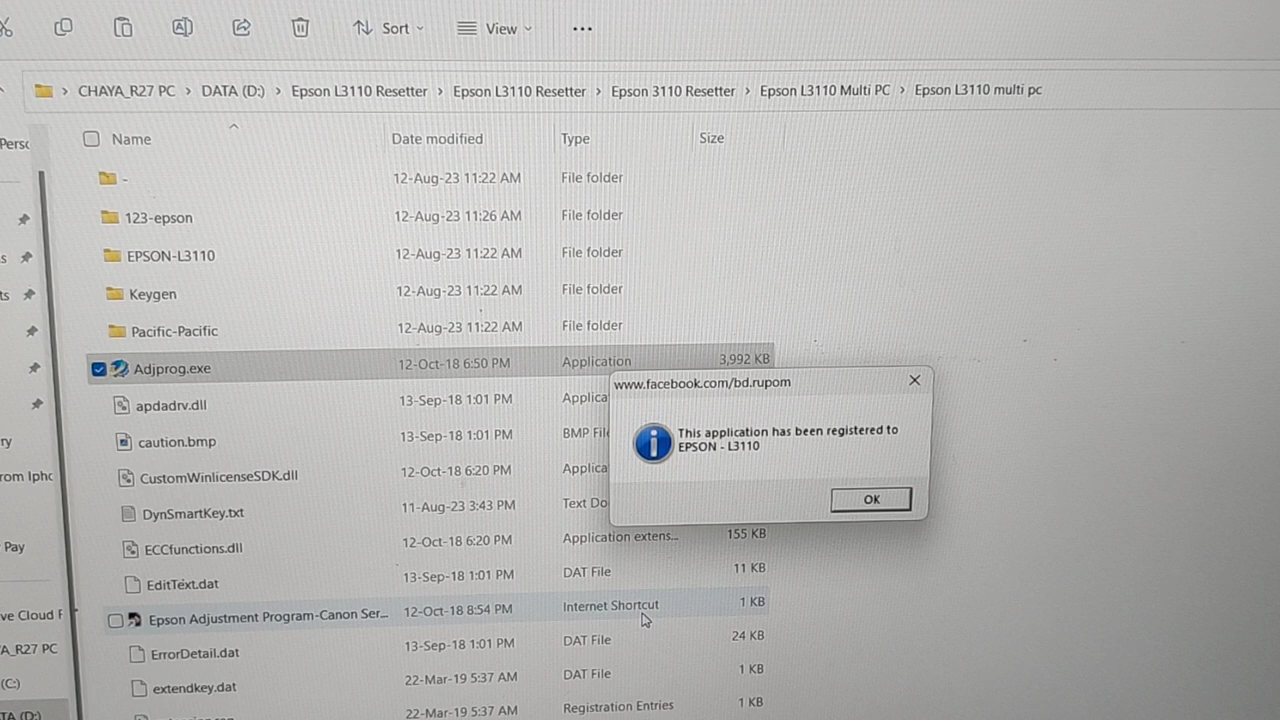 Sort
View
CHAYA_R27 PC > DATA (D:) > Epson L3110 Resetter > Epson L3110 Resetter > Epson 3110 Resetter > Epson L3110 Multi PC > Epson L3110 multi pc
Name Date modified Type Size
- 12-Aug-23 11:22 AM File folder
123-epson 12-Aug-23 11:26 AM File folder
EPSON-L3110 12-Aug-23 11:22 AM File folder
Keygen 12-Aug-23 11:22 AM File folder
Pacific-Pacific 12-Aug-23 11:22 AM File folder
Adjprog.exe 12-Oct-18 6:50 PM Application 3,992 KB
apdadrv.dll 13-Sep-18 1:01 PM Applica
caution.bmp 13-Sep-18 1:01 PM BMP File
CustomWinlicenseSDK.dll 12-Oct-18 6:20 PM Applica
DynSmartKey.txt 11-Aug-23 3:43 PM Text Do
ECCfunctions.dll 12-Oct-18 6:20 PM Application extens... 155 KB
EditText.dat 13-Sep-18 1:01 PM DAT File 11 KB
Epson Adjustment Program-Canon Ser... 12-Oct-18 8:54 PM Internet Shortcut 1 KB
ErrorDetail.dat 13-Sep-18 1:01 PM DAT File 24 KB
extendkey.dat 22-Mar-19 5:37 AM DAT File 1 KB
22-Mar-19 5:37 AM Registration Entries 1 KB
www.facebook.com/bd.rupom
This application has been registered to
EPSON - L3110
OK
Persc
s
ts
ry
rom Iphc
Pay
ve Cloud F
A_R27 PC
(C:)
TA (D:)